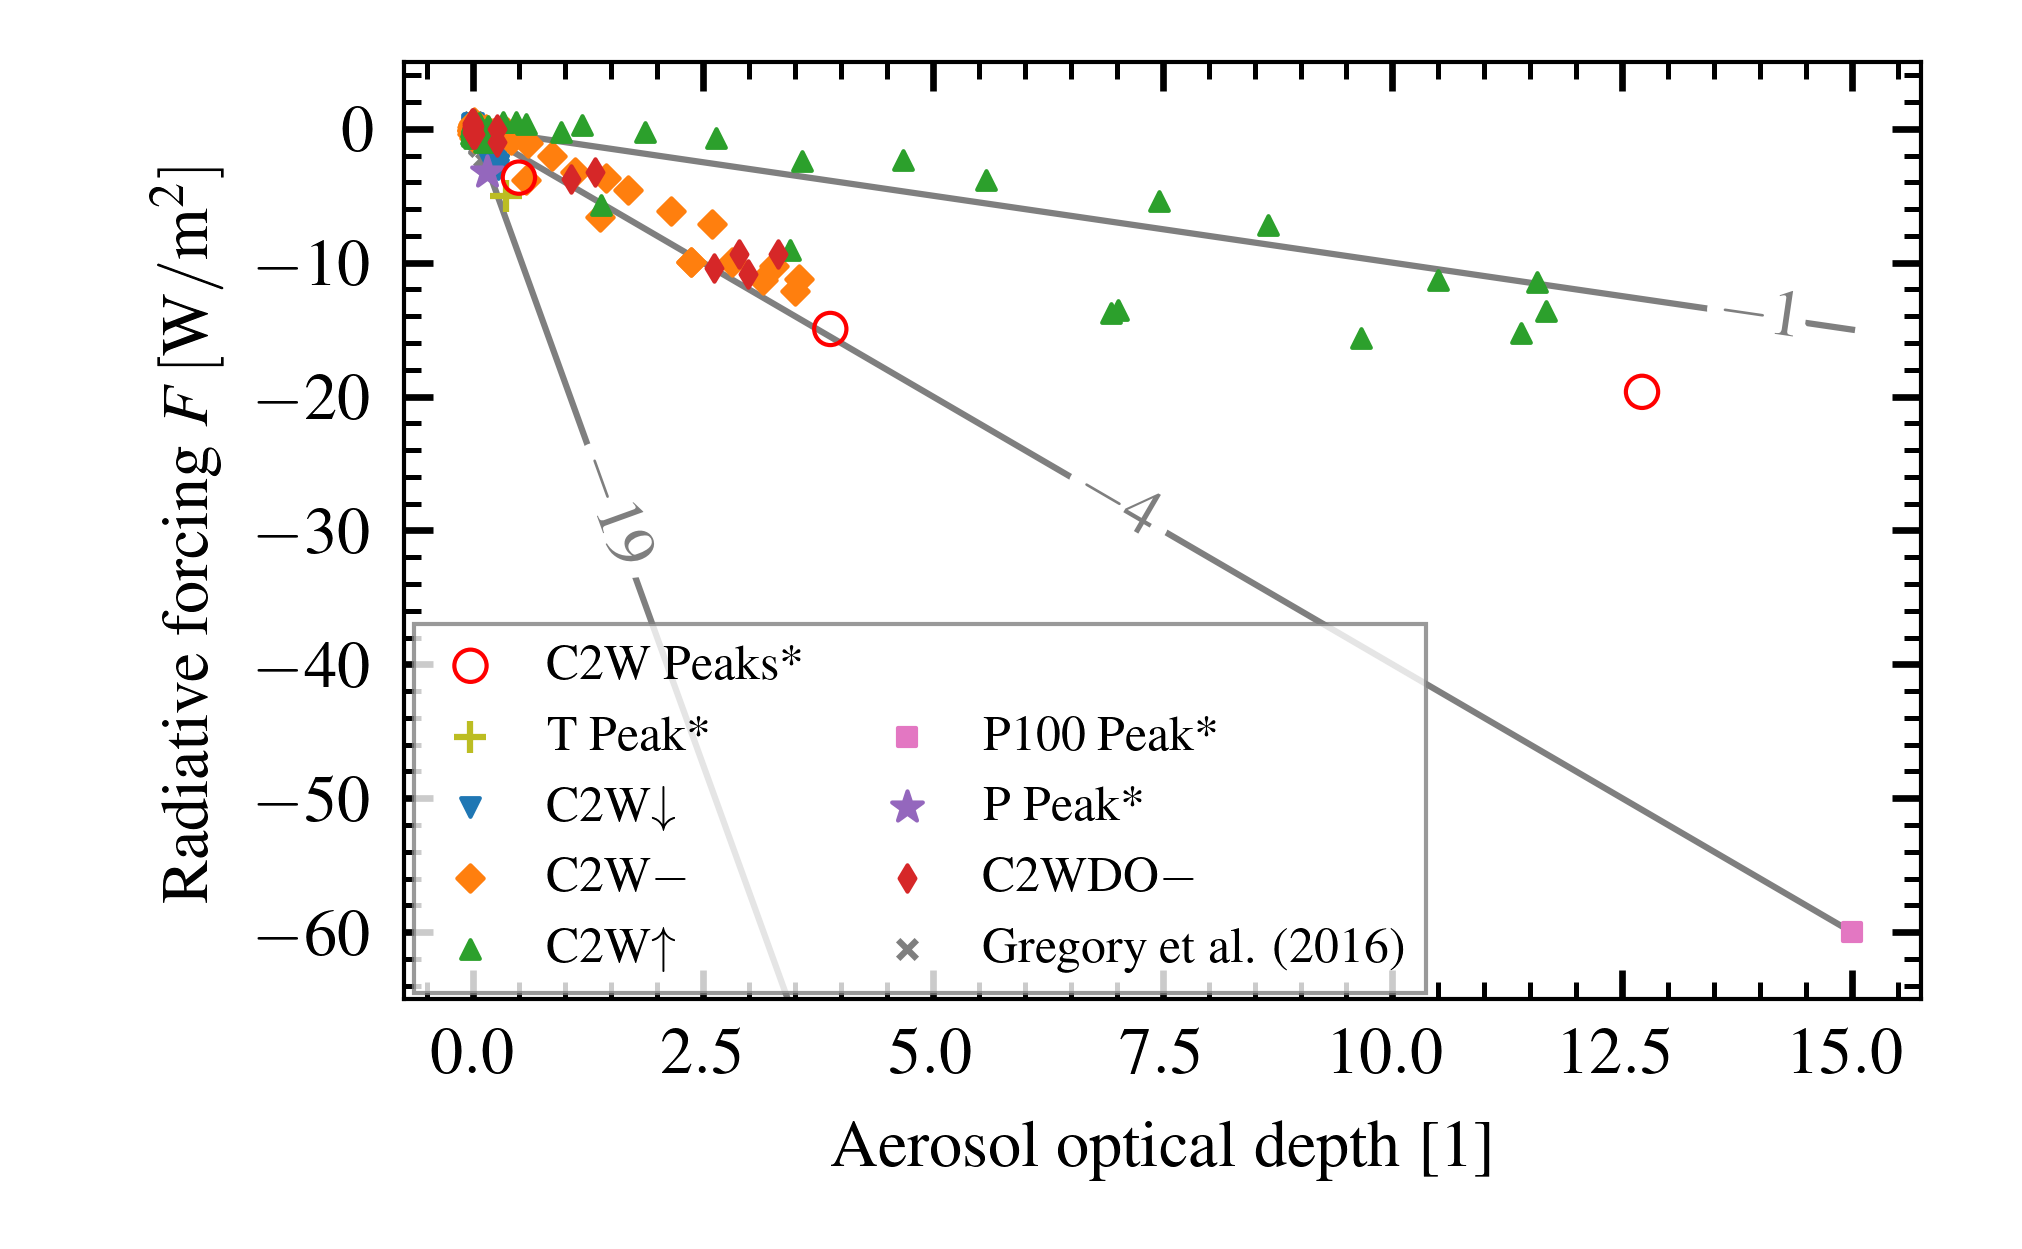 0
−10
−20
−30
−40
−50
−60
Radiative forcing F [W/m²]
−1
−4
−19
C2W Peaks*
T Peak*
C2W↓
C2W−
C2W↑
P100 Peak*
P Peak*
C2WDO−
Gregory et al. (2016)
0.0 2.5 5.0 7.5 10.0 12.5 15.0
Aerosol optical depth [1]